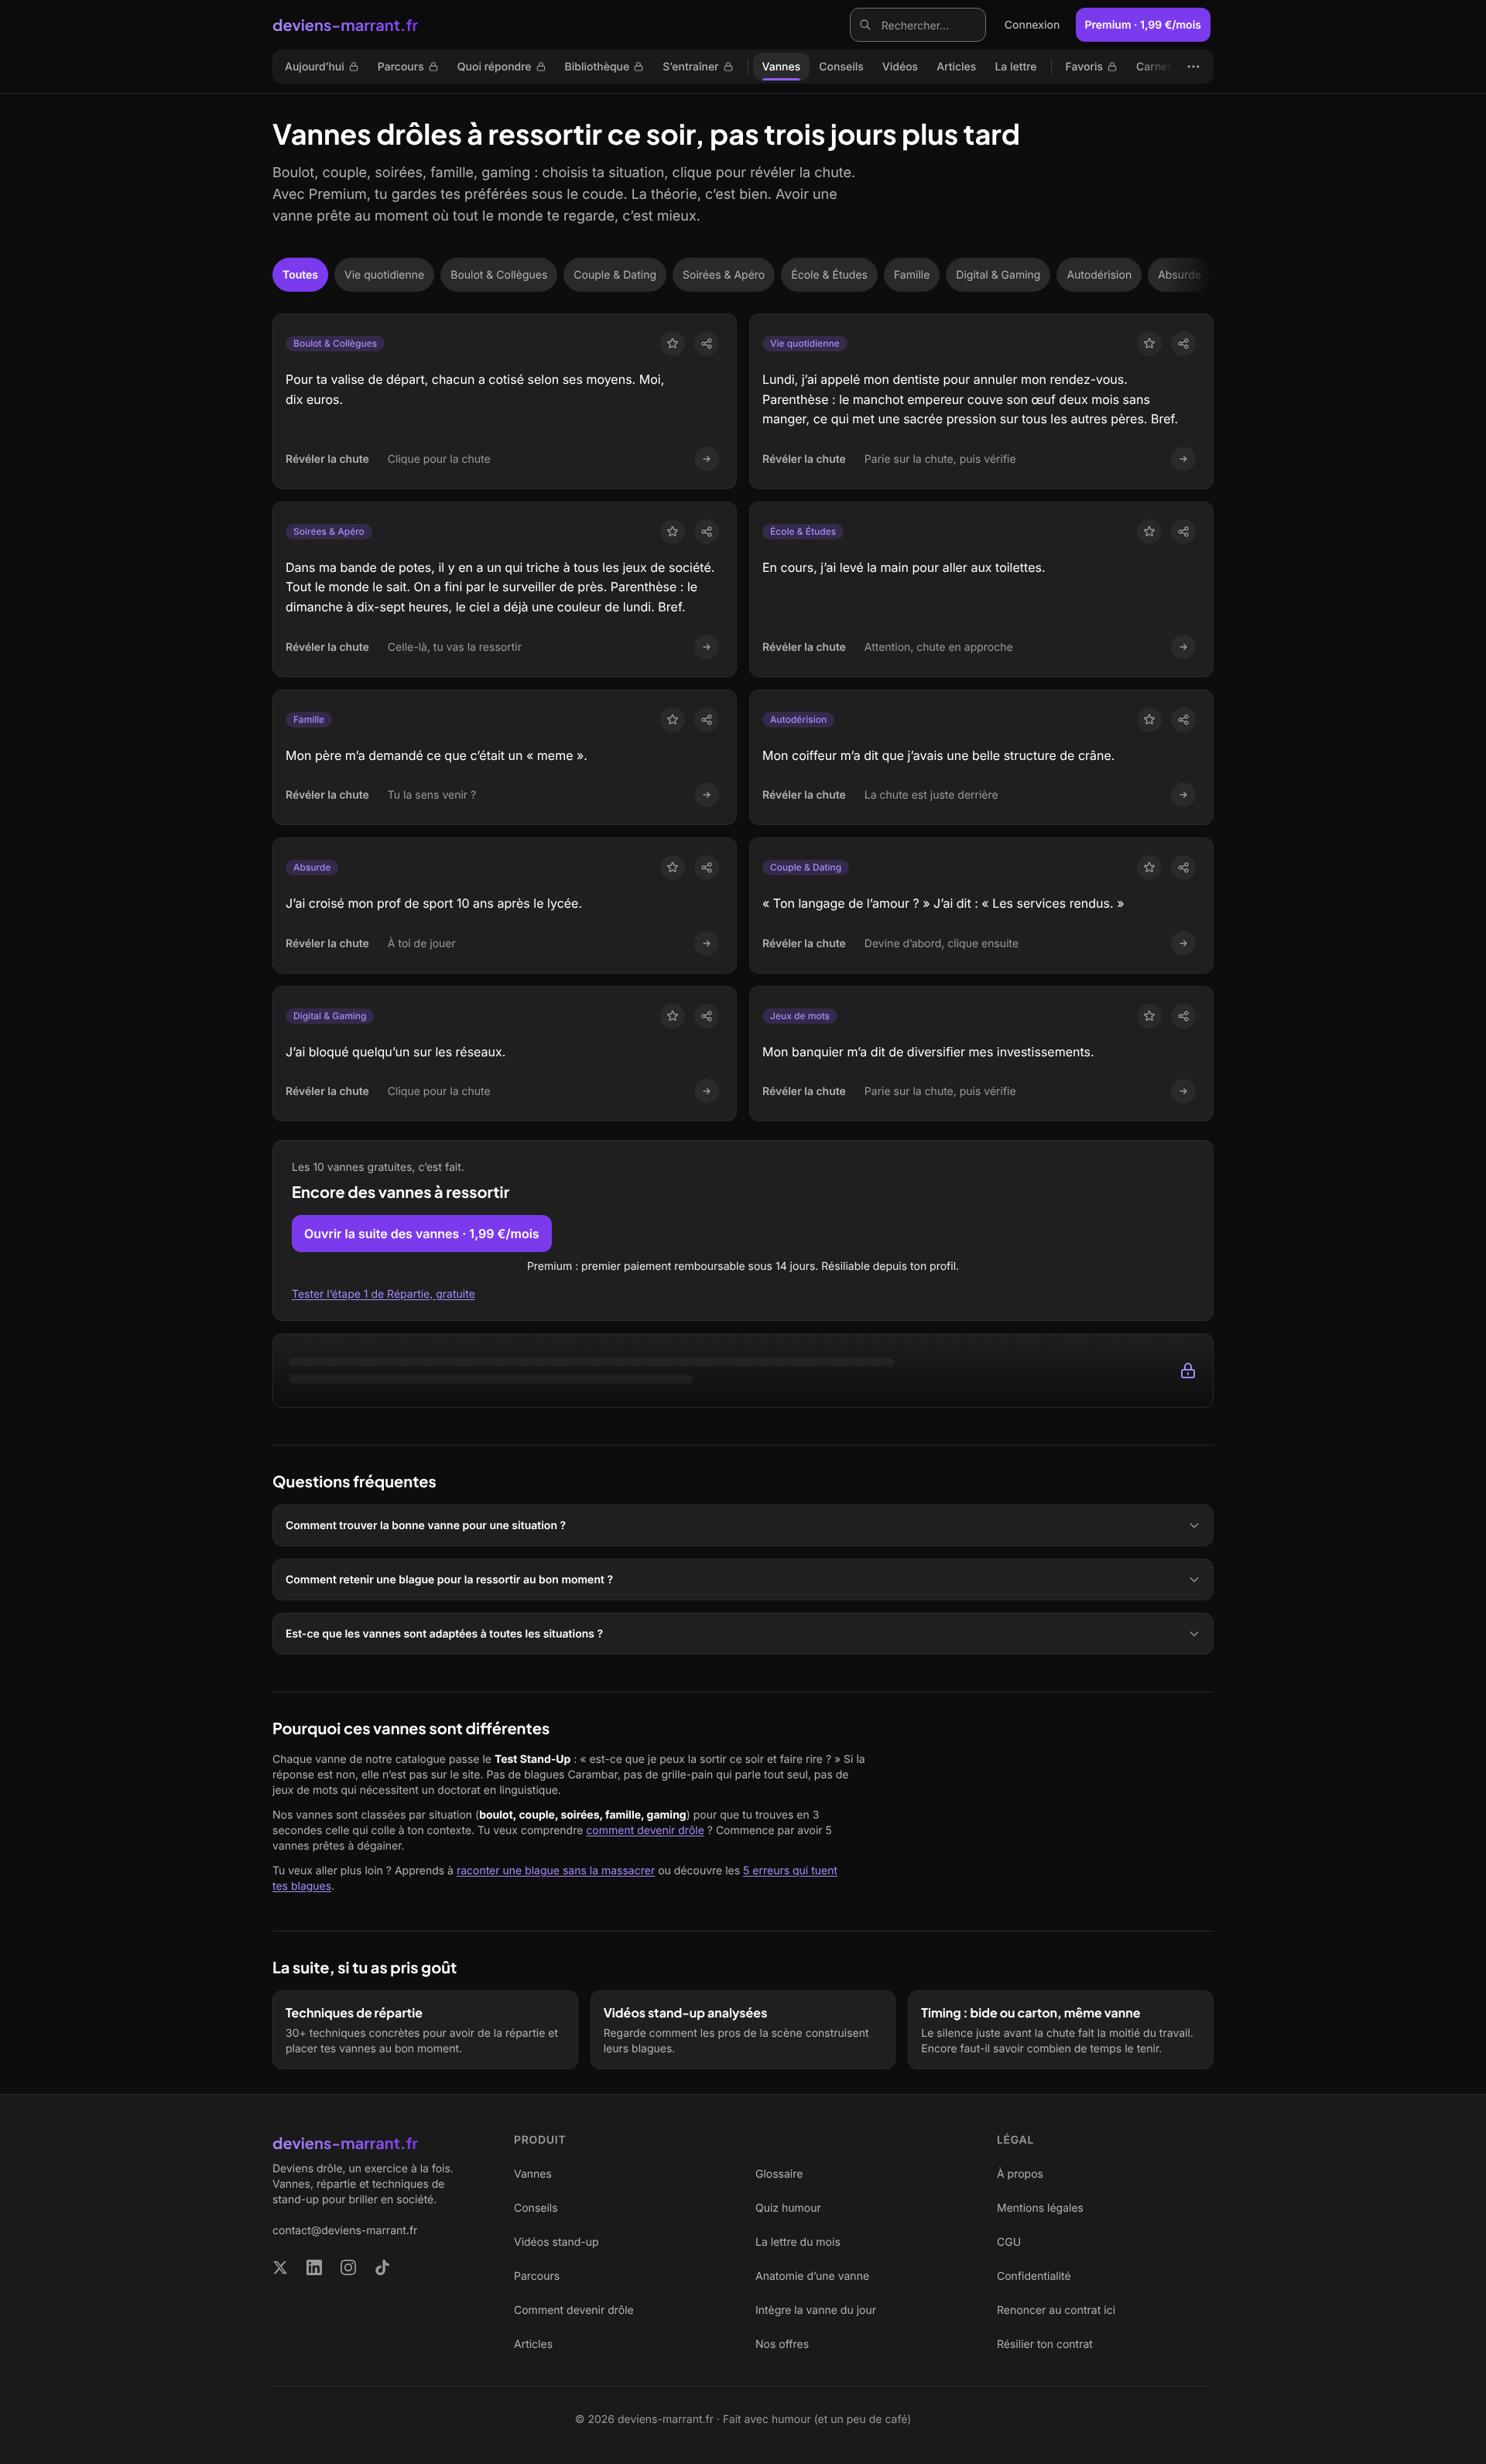 deviens-marrant.fr
Rechercher...
Connexion
Premium · 1,99 €/mois
Aujourd’hui
Parcours
Quoi répondre
Bibliothèque
S’entraîner
Vannes
Conseils
Vidéos
Articles
La lettre
Favoris
Carnet
Vannes drôles à ressortir ce soir, pas trois jours plus tard
Boulot, couple, soirées, famille, gaming : choisis ta situation, clique pour révéler la chute.
Avec Premium, tu gardes tes préférées sous le coude. La théorie, c’est bien. Avoir une
vanne prête au moment où tout le monde te regarde, c’est mieux.
Toutes
Vie quotidienne
Boulot & Collègues
Couple & Dating
Soirées & Apéro
École & Études
Famille
Digital & Gaming
Autodérision
Absurde
Boulot & Collègues
Pour ta valise de départ, chacun a cotisé selon ses moyens. Moi,
dix euros.
Révéler la chute
Clique pour la chute
Vie quotidienne
Lundi, j’ai appelé mon dentiste pour annuler mon rendez-vous.
Parenthèse : le manchot empereur couve son œuf deux mois sans
manger, ce qui met une sacrée pression sur tous les autres pères. Bref.
Révéler la chute
Parie sur la chute, puis vérifie
Soirées & Apéro
Dans ma bande de potes, il y en a un qui triche à tous les jeux de société.
Tout le monde le sait. On a fini par le surveiller de près. Parenthèse : le
dimanche à dix-sept heures, le ciel a déjà une couleur de lundi. Bref.
Révéler la chute
Celle-là, tu vas la ressortir
École & Études
En cours, j’ai levé la main pour aller aux toilettes.
Révéler la chute
Attention, chute en approche
Famille
Mon père m’a demandé ce que c’était un « meme ».
Révéler la chute
Tu la sens venir ?
Autodérision
Mon coiffeur m’a dit que j’avais une belle structure de crâne.
Révéler la chute
La chute est juste derrière
Absurde
J’ai croisé mon prof de sport 10 ans après le lycée.
Révéler la chute
À toi de jouer
Couple & Dating
« Ton langage de l’amour ? » J’ai dit : « Les services rendus. »
Révéler la chute
Devine d’abord, clique ensuite
Digital & Gaming
J’ai bloqué quelqu’un sur les réseaux.
Révéler la chute
Clique pour la chute
Jeux de mots
Mon banquier m’a dit de diversifier mes investissements.
Révéler la chute
Parie sur la chute, puis vérifie
Les 10 vannes gratuites, c’est fait.
Encore des vannes à ressortir
Ouvrir la suite des vannes · 1,99 €/mois
Premium : premier paiement remboursable sous 14 jours. Résiliable depuis ton profil.
Tester l’étape 1 de Répartie, gratuite
Questions fréquentes
Comment trouver la bonne vanne pour une situation ?
Comment retenir une blague pour la ressortir au bon moment ?
Est-ce que les vannes sont adaptées à toutes les situations ?
Pourquoi ces vannes sont différentes
Chaque vanne de notre catalogue passe le Test Stand-Up : « est-ce que je peux la sortir ce soir et faire rire ? » Si la
réponse est non, elle n’est pas sur le site. Pas de blagues Carambar, pas de grille-pain qui parle tout seul, pas de
jeux de mots qui nécessitent un doctorat en linguistique.
Nos vannes sont classées par situation (boulot, couple, soirées, famille, gaming) pour que tu trouves en 3
secondes celle qui colle à ton contexte. Tu veux comprendre comment devenir drôle ? Commence par avoir 5
vannes prêtes à dégainer.
Tu veux aller plus loin ? Apprends à raconter une blague sans la massacrer ou découvre les 5 erreurs qui tuent
tes blagues.
La suite, si tu as pris goût
Techniques de répartie
30+ techniques concrètes pour avoir de la répartie et
placer tes vannes au bon moment.
Vidéos stand-up analysées
Regarde comment les pros de la scène construisent
leurs blagues.
Timing : bide ou carton, même vanne
Le silence juste avant la chute fait la moitié du travail.
Encore faut-il savoir combien de temps le tenir.
deviens-marrant.fr
Deviens drôle, un exercice à la fois.
Vannes, répartie et techniques de
stand-up pour briller en société.
contact@deviens-marrant.fr
PRODUIT
Vannes
Conseils
Vidéos stand-up
Parcours
Comment devenir drôle
Articles
Glossaire
Quiz humour
La lettre du mois
Anatomie d’une vanne
Intègre la vanne du jour
Nos offres
LÉGAL
À propos
Mentions légales
CGU
Confidentialité
Renoncer au contrat ici
Résilier ton contrat
© 2026 deviens-marrant.fr · Fait avec humour (et un peu de café)